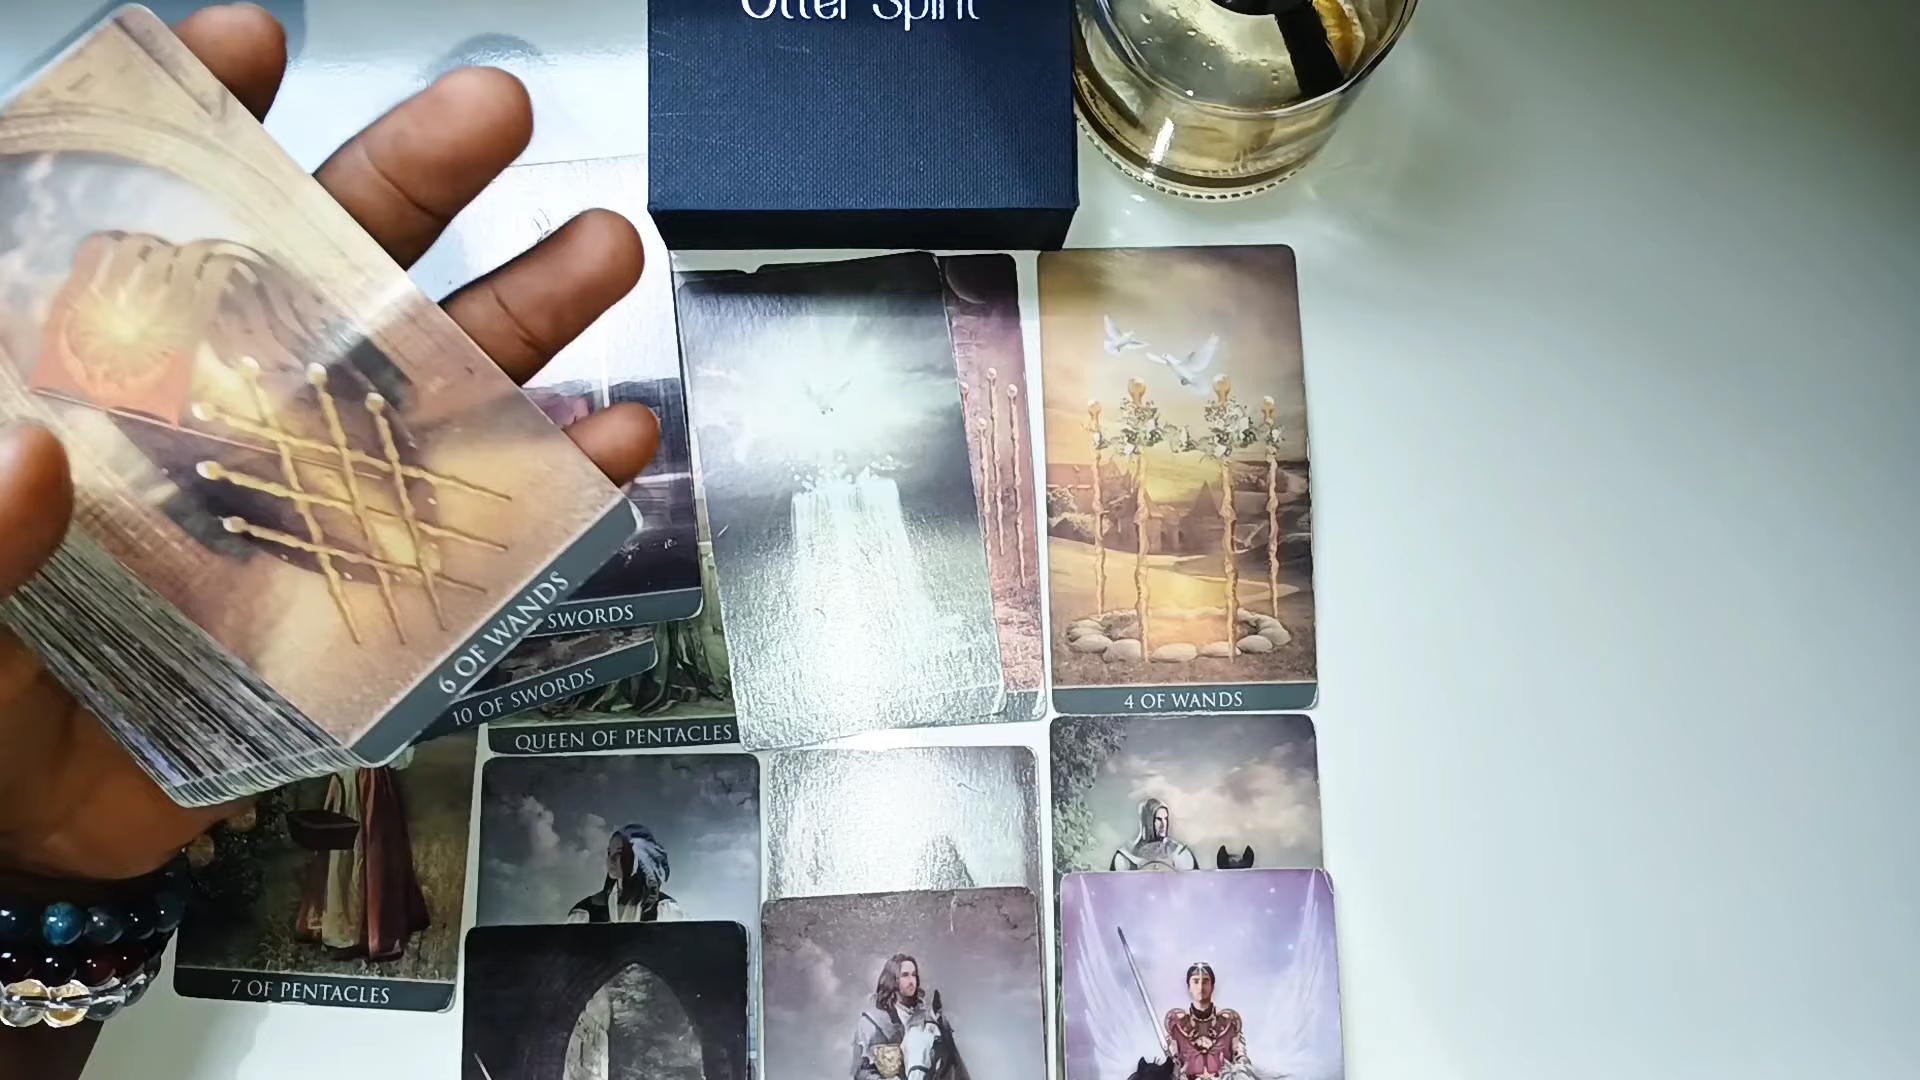 Otter Spirit
6 OF WANDS
SWORDS
10 OF SWORDS
QUEEN OF PENTACLES
4 OF WANDS
7 OF PENTACLES